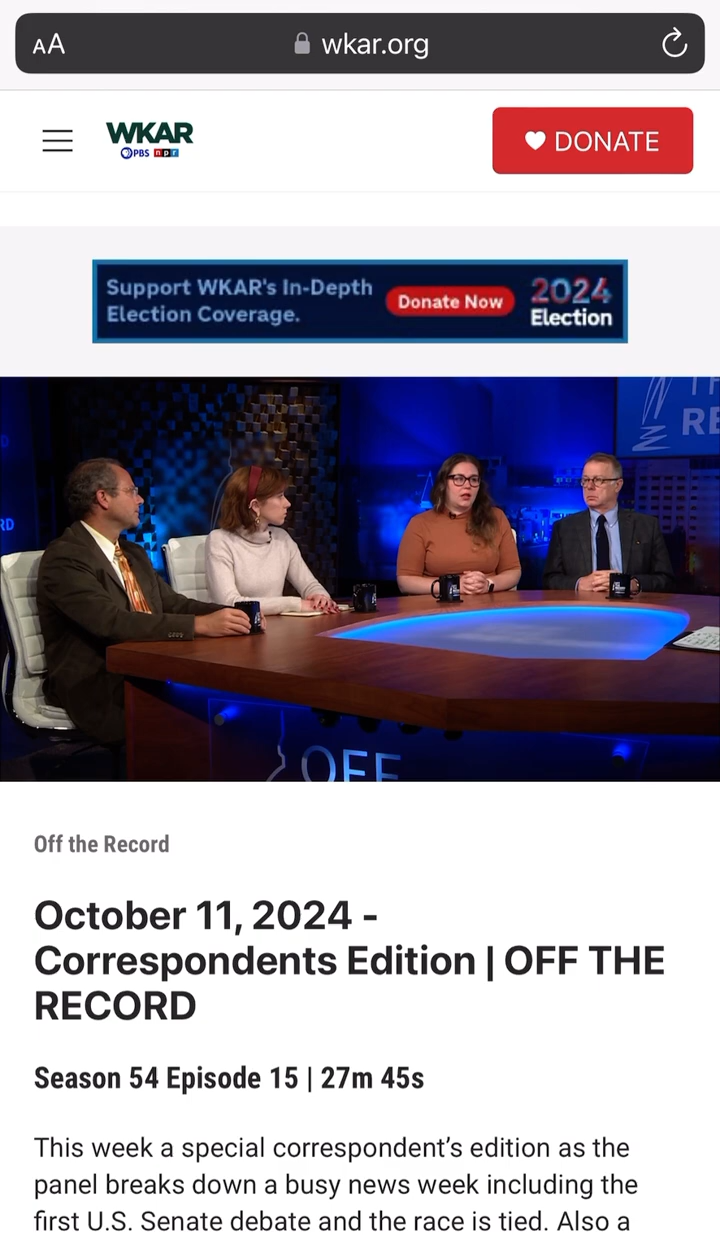 AA wkar.org
WKAR
PBS npr
DONATE
Support WKAR's In-Depth
Election Coverage.
Donate Now
2024
Election
RE
RD
OFF
Off the Record
October 11, 2024 -
Correspondents Edition | OFF THE
RECORD
Season 54 Episode 15 | 27m 45s
This week a special correspondent’s edition as the
panel breaks down a busy news week including the
first U.S. Senate debate and the race is tied. Also a